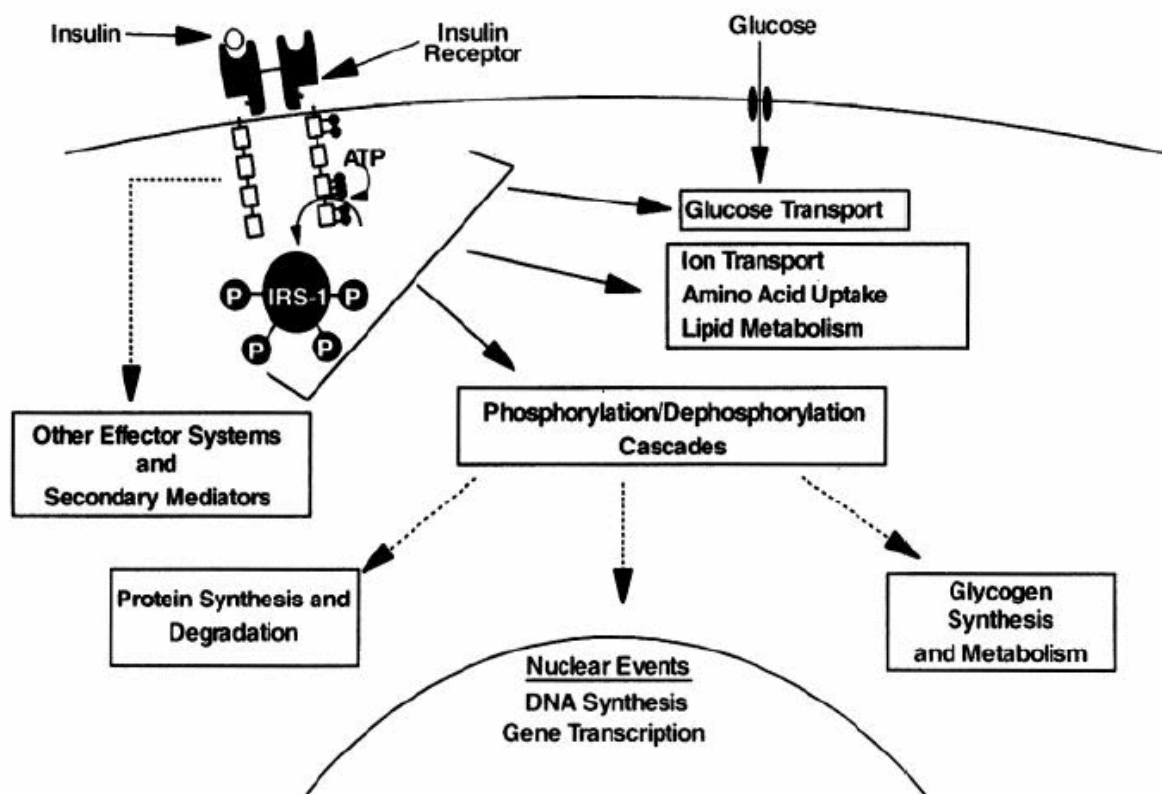 Insulin
Insulin
Receptor
Glucose
ATP
Glucose Transport
Ion Transport
Amino Acid Uptake
Lipid Metabolism
IRS-1
P
P
P
P
Phosphorylation/Dephosphorylation
Cascades
Other Effector Systems
and
Secondary Mediators
Protein Synthesis and
Degradation
Glycogen
Synthesis
and Metabolism
Nuclear Events
DNA Synthesis
Gene Transcription